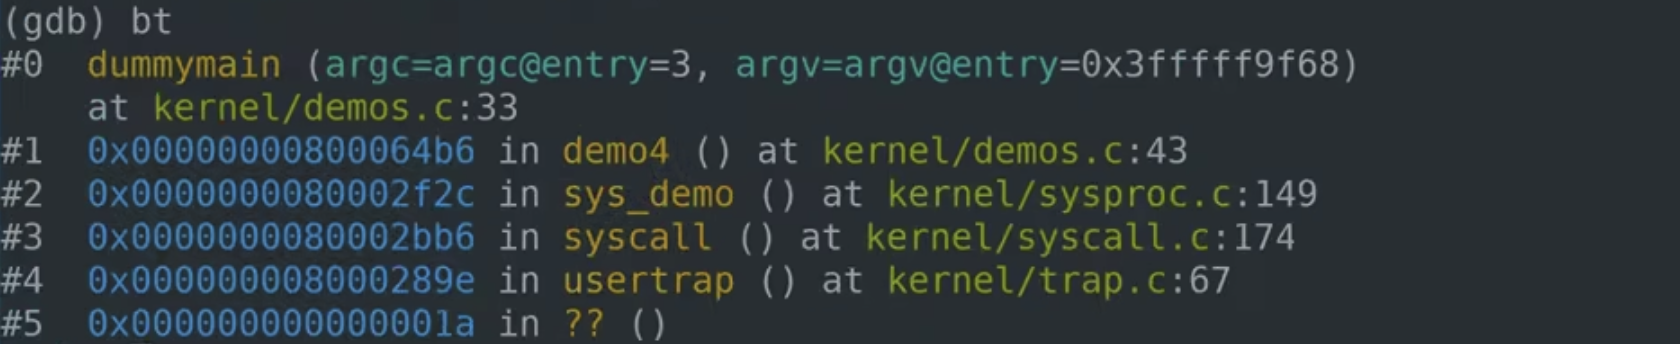 (gdb) bt
#0  dummymain (argc=argc@entry=3, argv=argv@entry=0x3fffff9f68)
    at kernel/demos.c:33
#1  0x00000000800064b6 in demo4 () at kernel/demos.c:43
#2  0x0000000080002f2c in sys_demo () at kernel/sysproc.c:149
#3  0x0000000080002bb6 in syscall () at kernel/syscall.c:174
#4  0x000000008000289e in usertrap () at kernel/trap.c:67
#5  0x000000000000001a in ?? ()